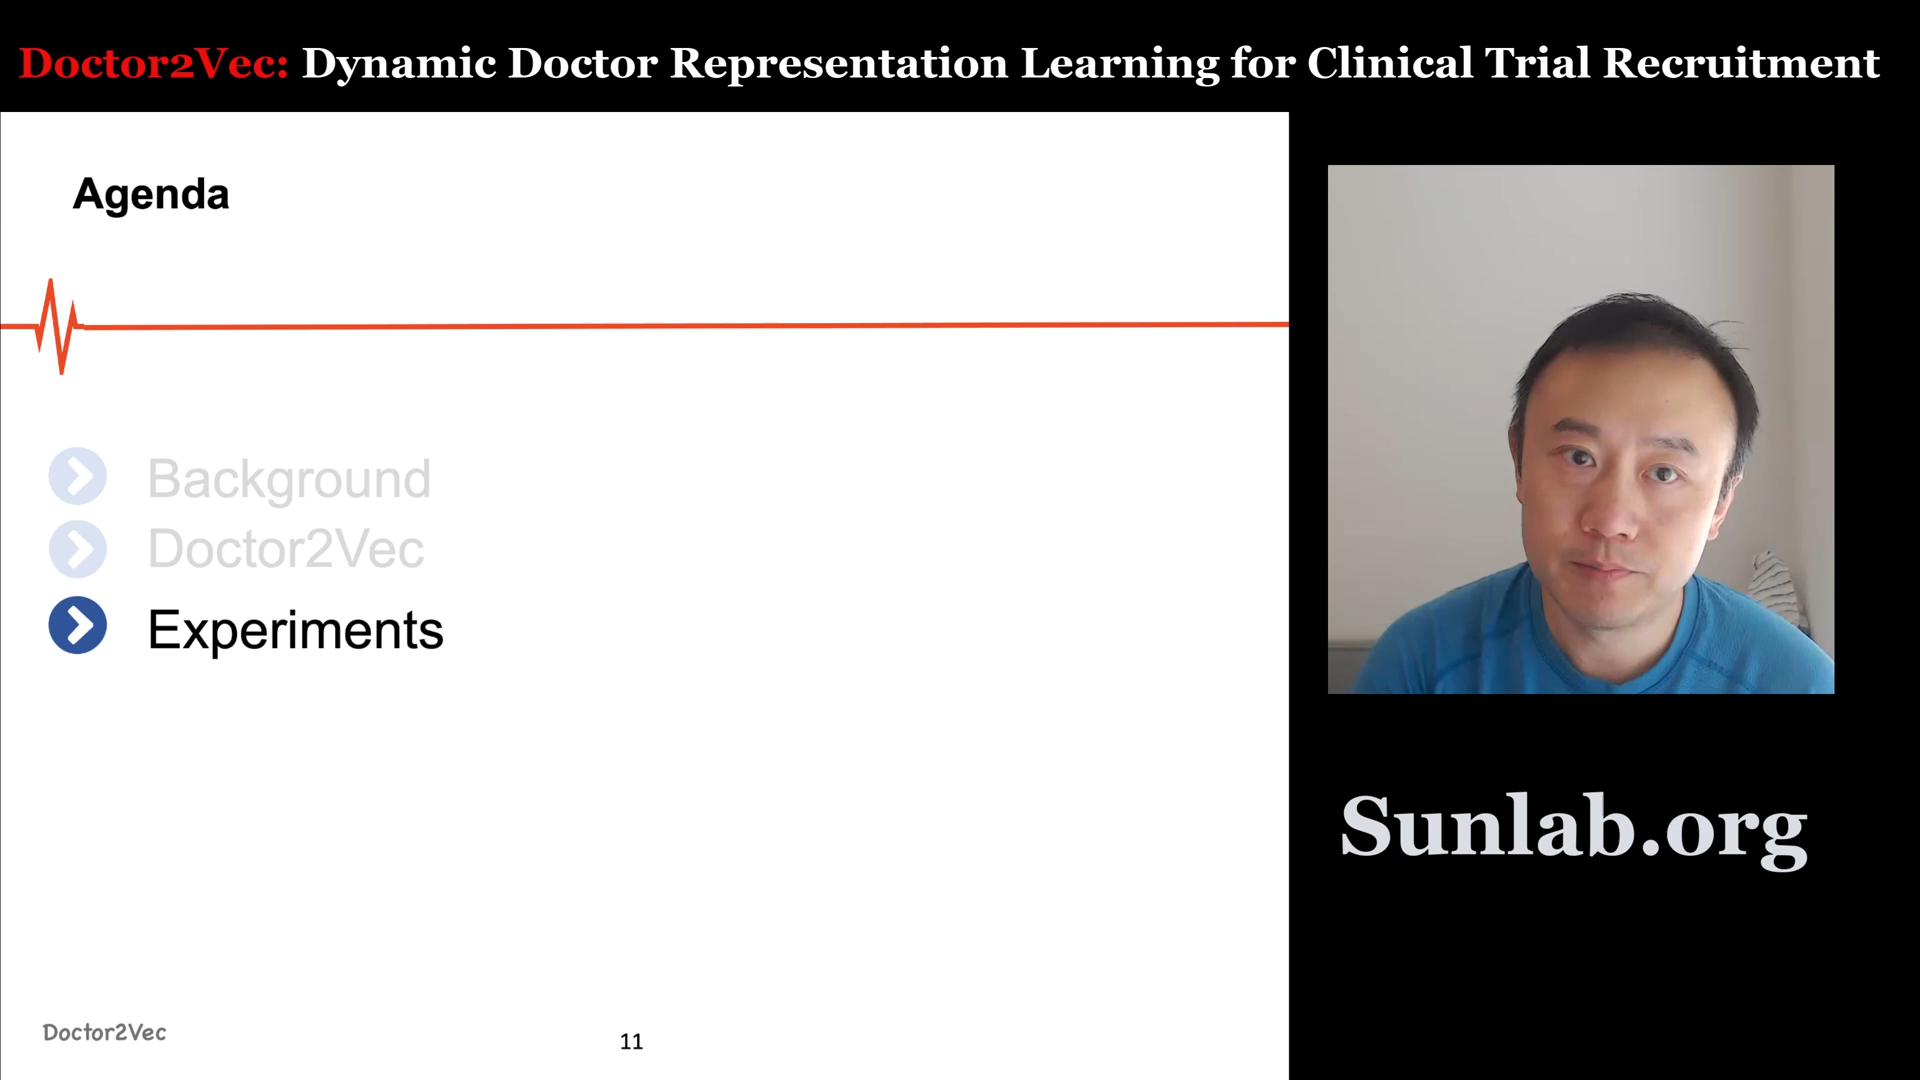 Doctor2Vec: Dynamic Doctor Representation Learning for Clinical Trial Recruitment
Agenda
Background
Doctor2Vec
Experiments
Sunlab.org
Doctor2Vec
11